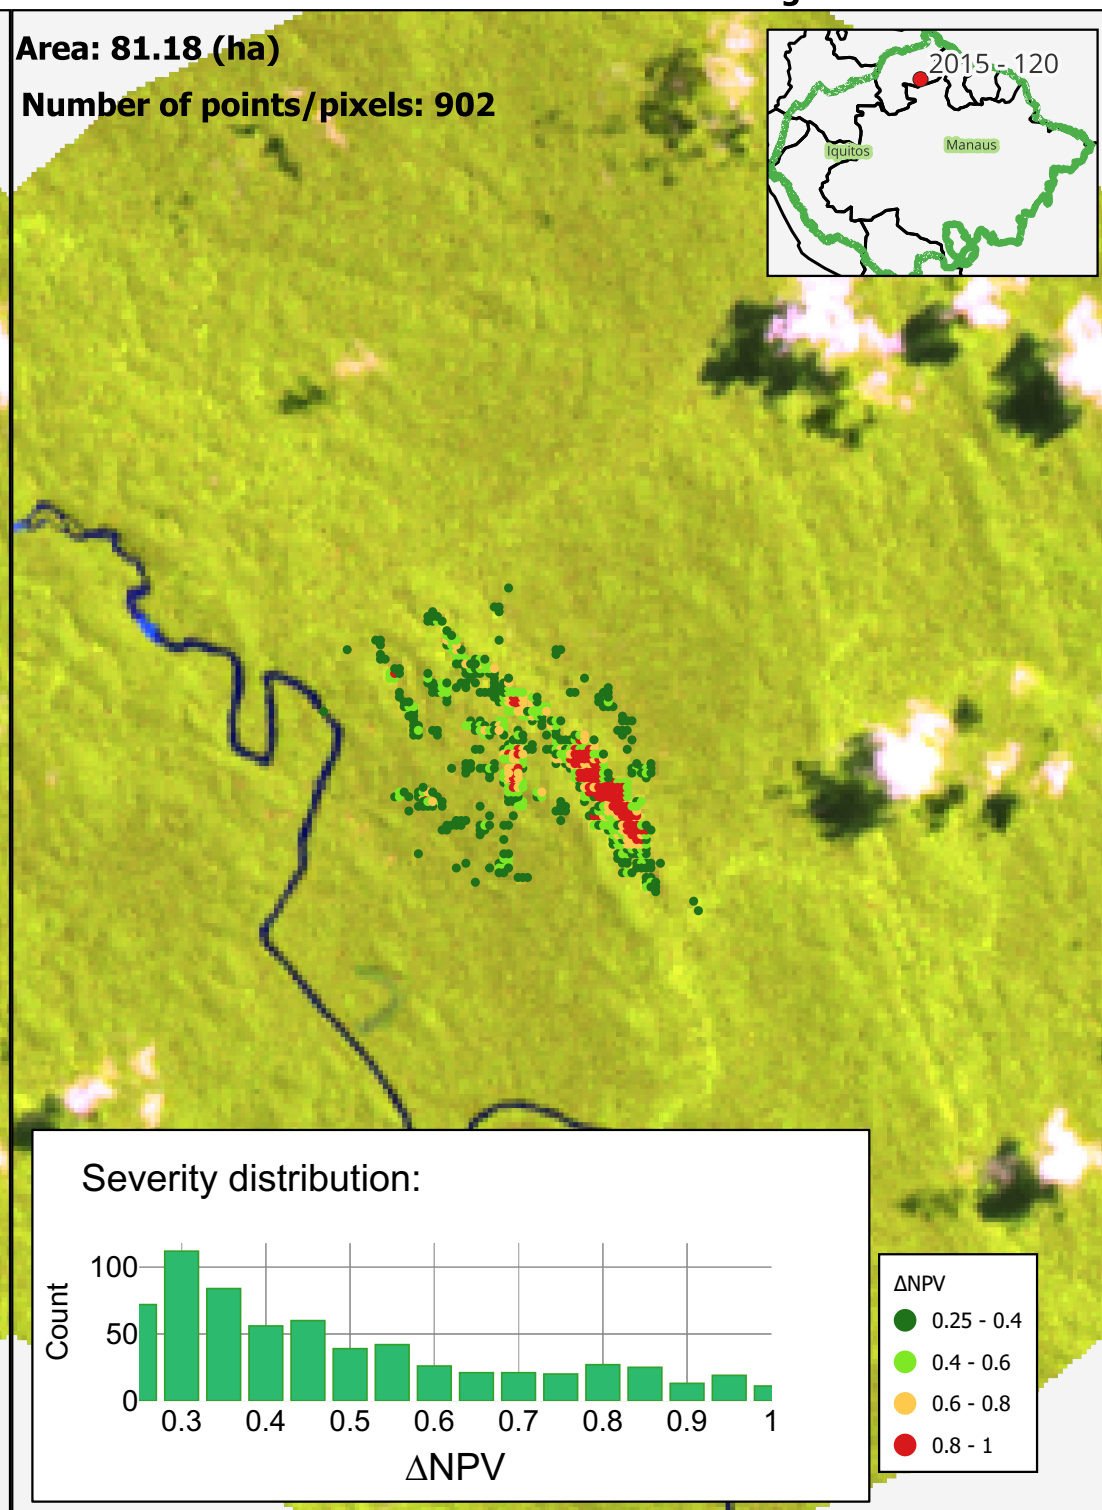 Area: 81.18 (ha)
Number of points/pixels: 902
2015 - 120
Iquitos
Manaus
Severity distribution:
Count
100
50
0
0.3 0.4 0.5 0.6 0.7 0.8 0.9 1
ΔNPV
ΔNPV
0.25 - 0.4
0.4 - 0.6
0.6 - 0.8
0.8 - 1